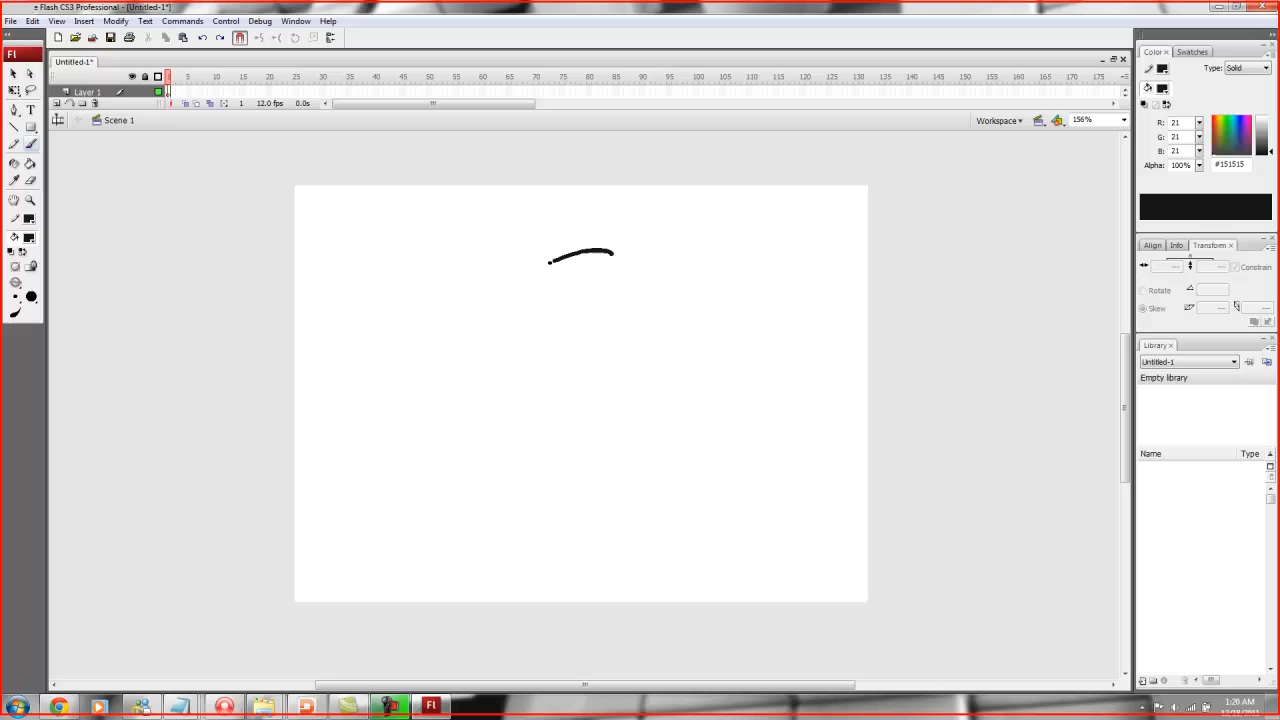 e Flash CS3 Professional - [Untitled-1*]
File Edit View Insert Modify Text Commands Control Debug Window Help
Fl
Untitled-1*
5 10 15 20 25 30 35 40 45 50 55 60 65 70 75 80 85 90 95 100 105 110 115 120 125 130 135 140 145 150 155 160 165 170 175
Layer 1
1 12.0 fps 0.0s
Scene 1
Workspace
156%
Color Swatches
Type: Solid
R: 21
G: 21
B: 21
Alpha: 100%
#151515
Align Info Transform
Constrain
Rotate
Skew
Library
Untitled-1
Empty library
Name Type
Fl
1:20 AM